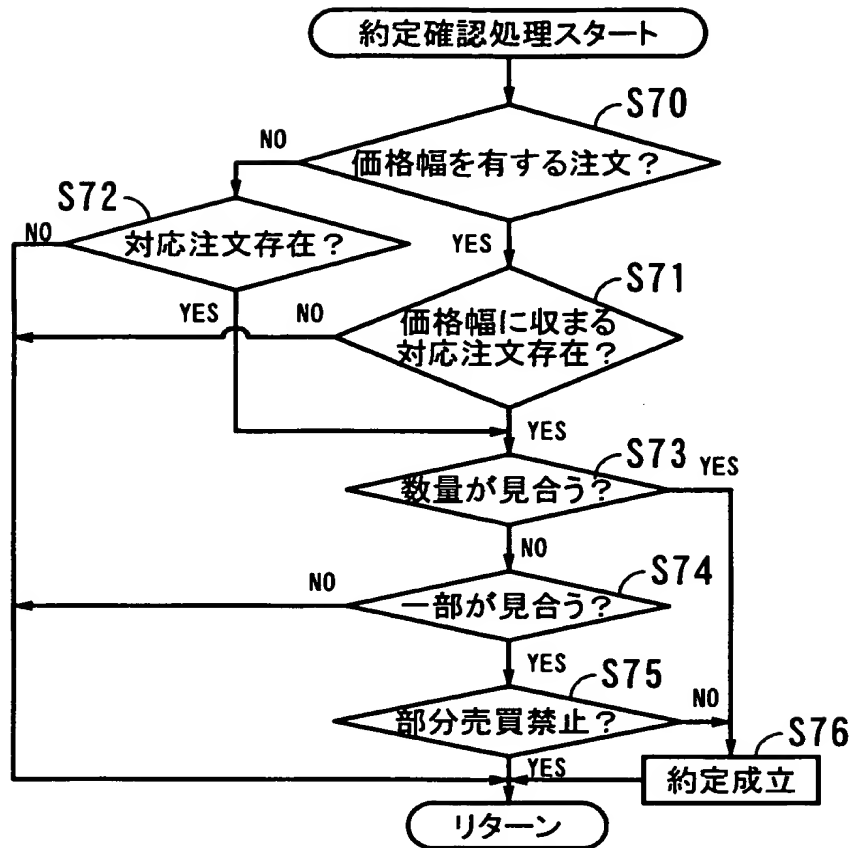 約定確認処理スタート
S70
NO
価格幅を有する注文？
S72
NO
対応注文存在？
YES
S71
YES
NO
価格幅に収まる
対応注文存在？
YES
S73
YES
数量が見合う？
NO
S74
NO
一部が見合う？
YES
S75
NO
部分売買禁止？
S76
YES
約定成立
リターン